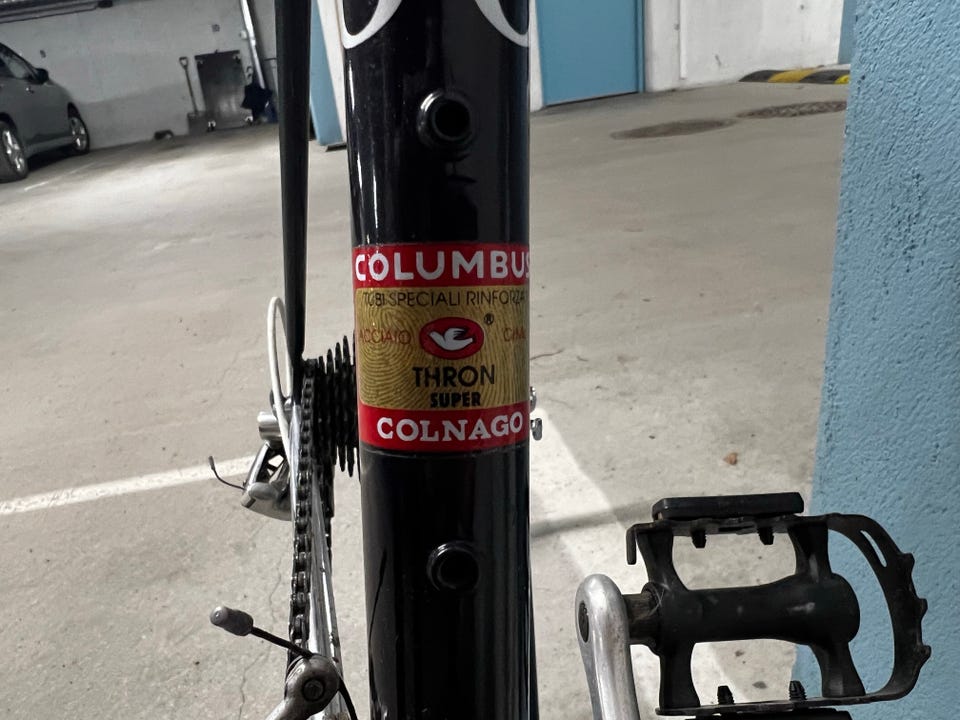 COLUMBUS
TUBI SPECIALI RINFORZA
ACCIAIO ® 
THRON
SUPER
COLNAGO